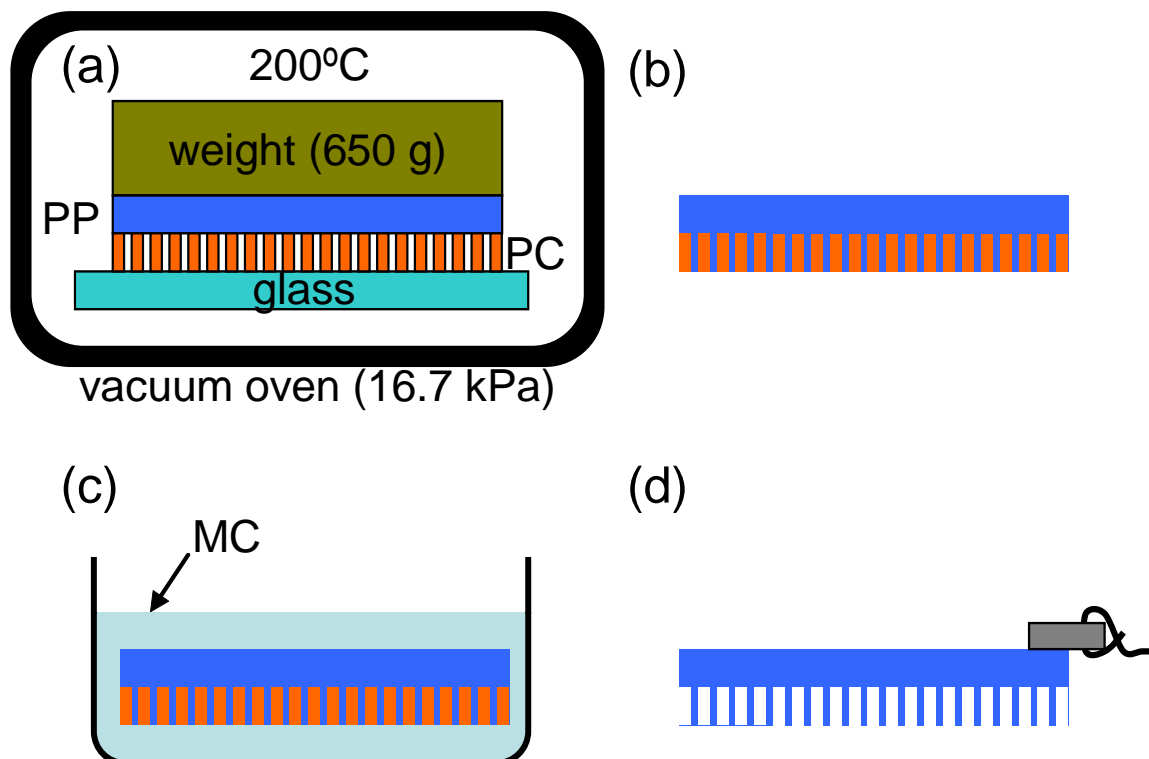 (a)
200ºC
weight (650 g)
PP
PC
glass
vacuum oven (16.7 kPa)
(b)
(c)
MC
(d)